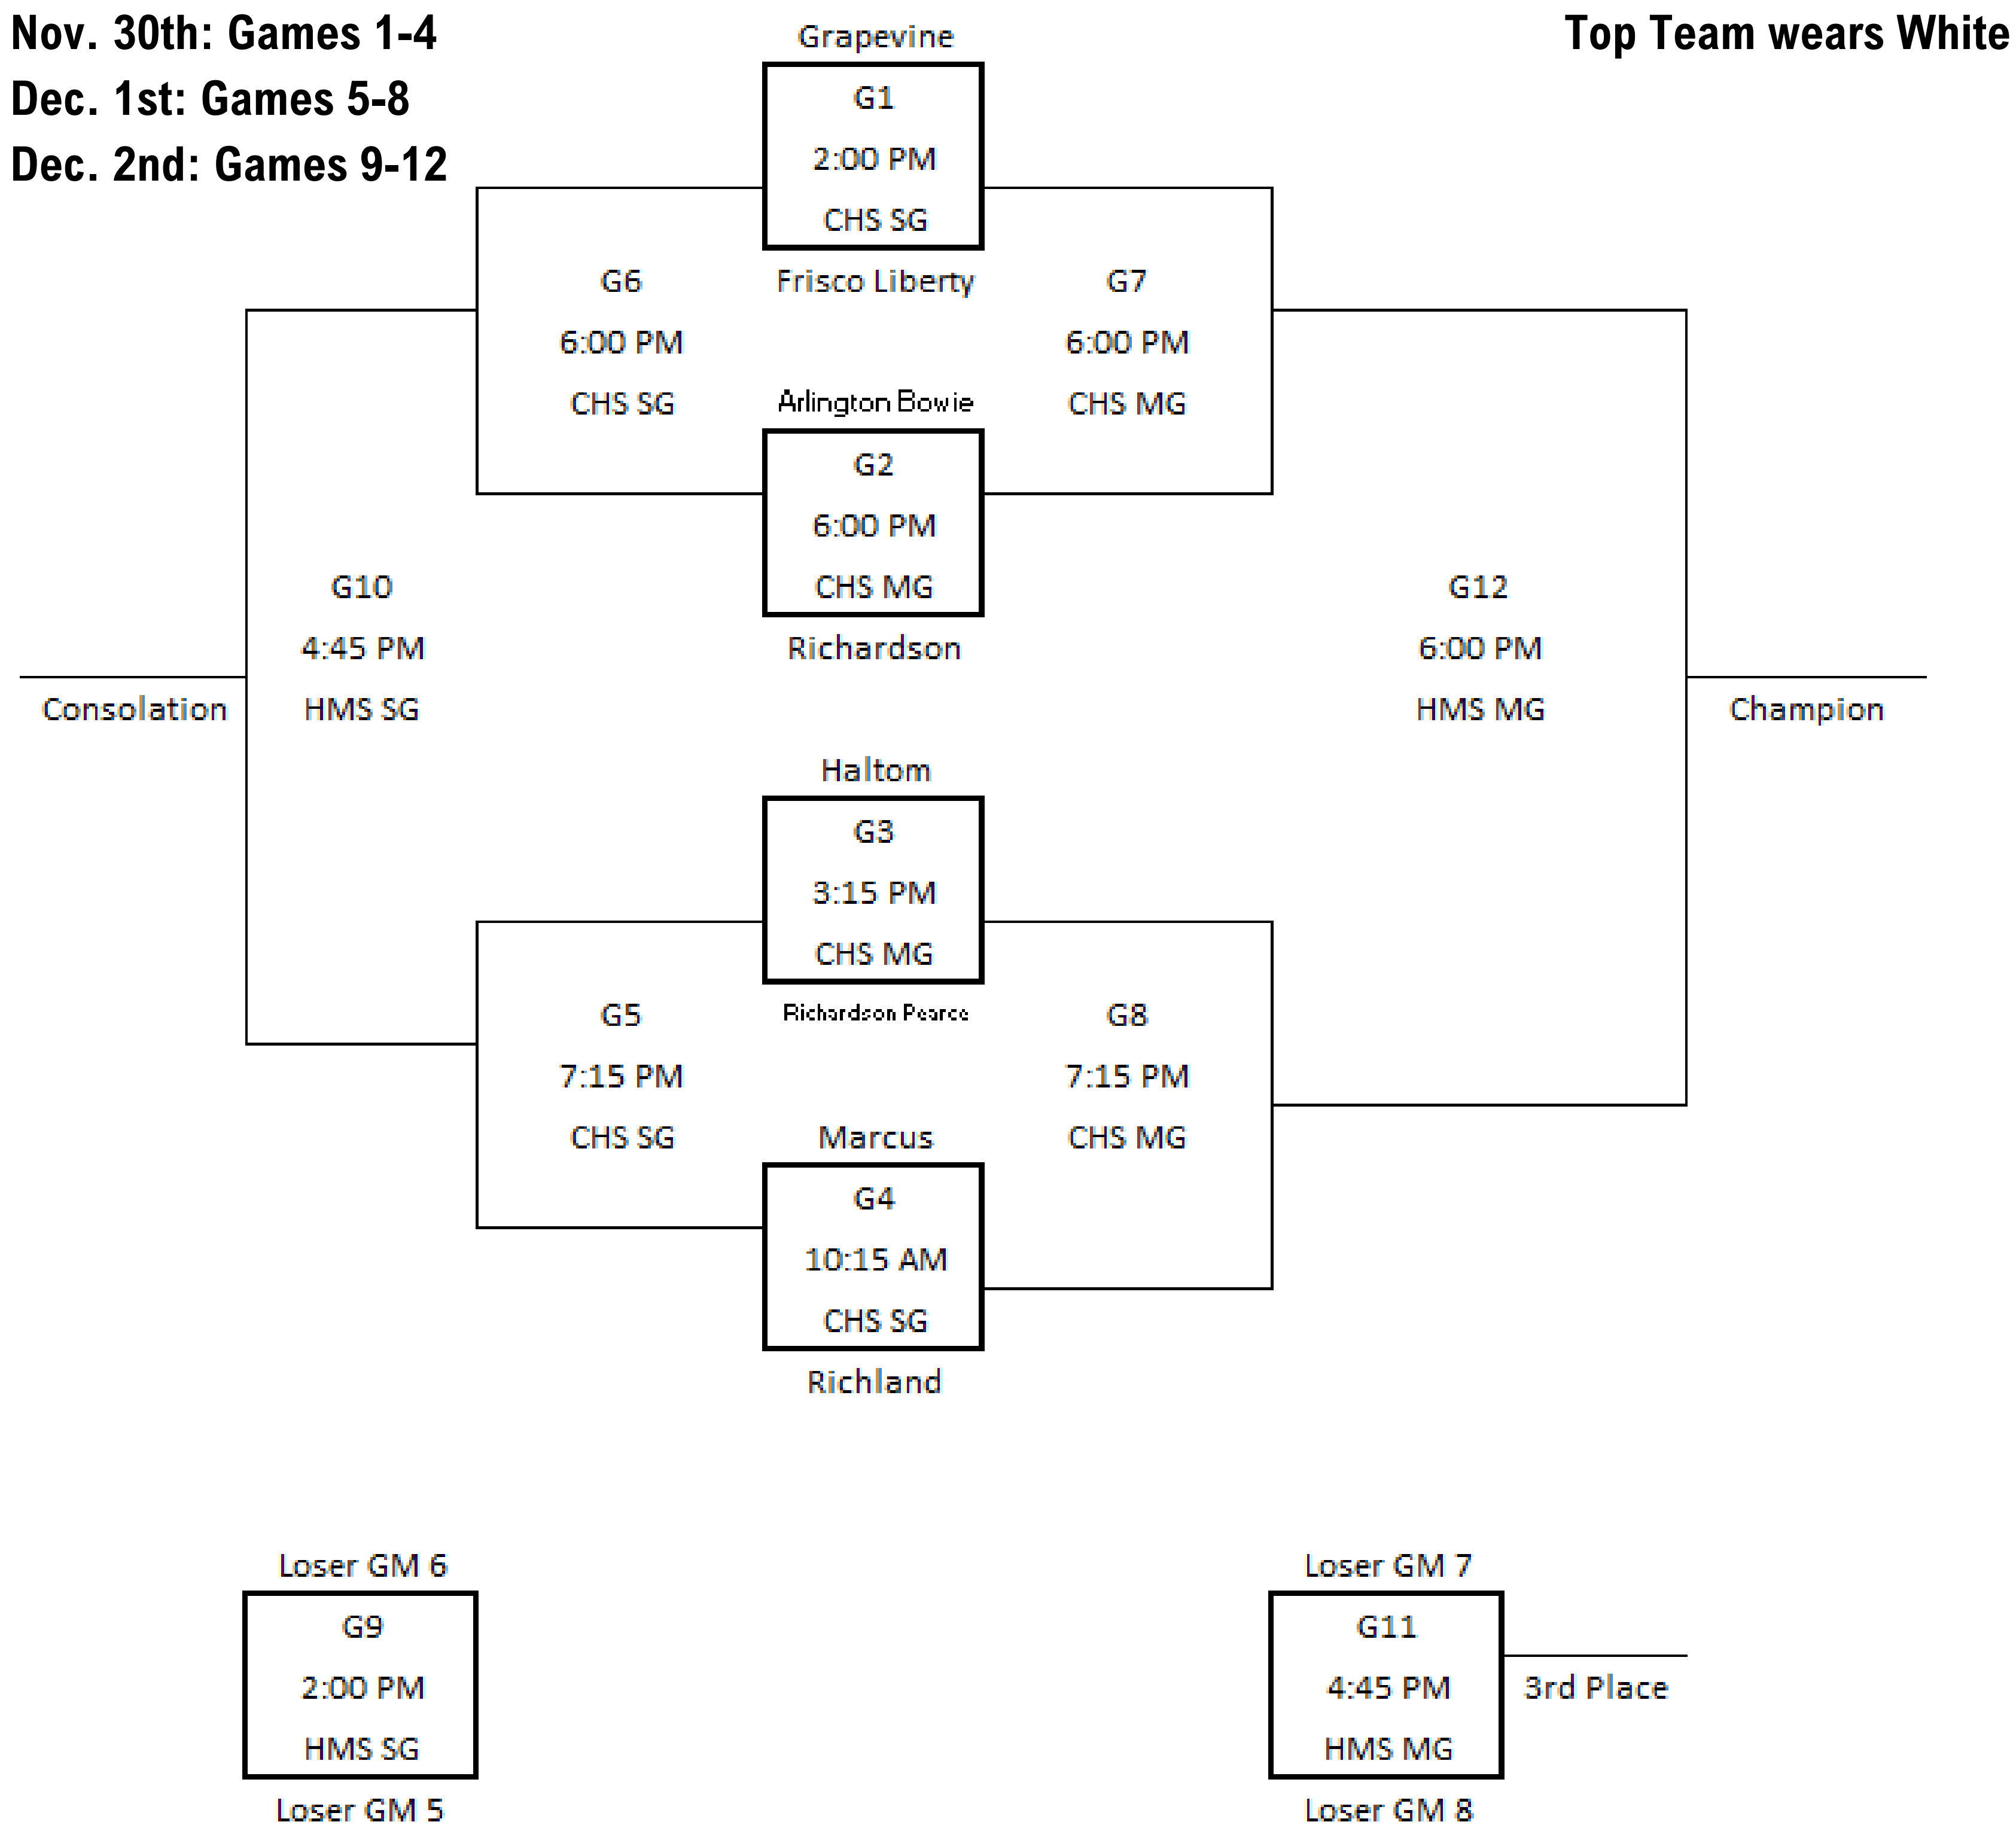 Nov. 30th: Games 1-4
Top Team wears White
Dec. 1st: Games 5-8
Dec. 2nd: Games 9-12
Grapevine
G1
2:00 PM
CHS SG
Frisco Liberty
G6
6:00 PM
CHS SG
G7
6:00 PM
CHS MG
Arlington Bowie
G2
6:00 PM
CHS MG
Richardson
G10
4:45 PM
HMS SG
Consolation
G12
6:00 PM
HMS MG
Champion
Haltom
G3
3:15 PM
CHS MG
Richardson Pearce
G5
7:15 PM
CHS SG
G8
7:15 PM
CHS MG
Marcus
G4
10:15 AM
CHS SG
Richland
Loser GM 6
G9
2:00 PM
HMS SG
Loser GM 5
Loser GM 7
G11
4:45 PM
HMS MG
Loser GM 8
3rd Place